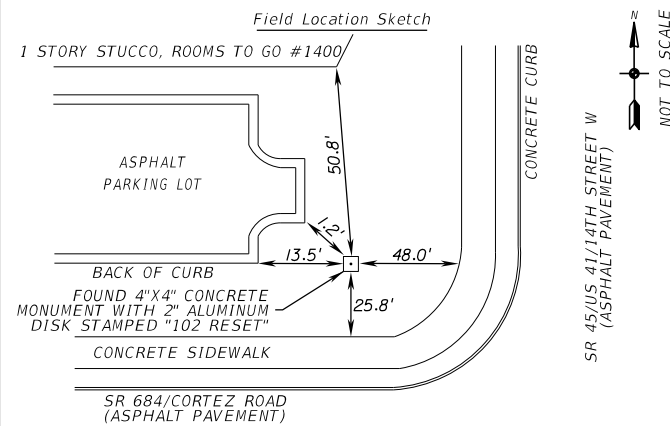 Field Location Sketch
1 STORY STUCCO, ROOMS TO GO #1400
N
NOT TO SCALE
CONCRETE CURB
SR 45/US 41/14TH STREET W
(ASPHALT PAVEMENT)
ASPHALT
PARKING LOT
50.8'
1.2'
13.5'
48.0'
BACK OF CURB
25.8'
FOUND 4"X4" CONCRETE
MONUMENT WITH 2" ALUMINUM
DISK STAMPED "102 RESET"
CONCRETE SIDEWALK
SR 684/CORTEZ ROAD
(ASPHALT PAVEMENT)